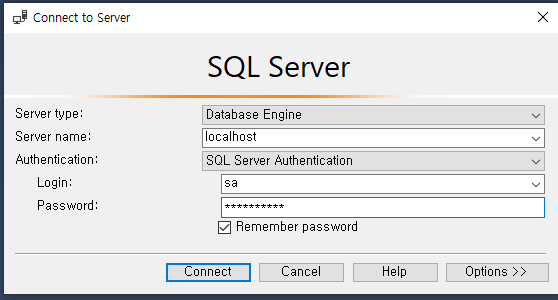 Connect to Server
SQL Server
Server type: Database Engine
Server name: localhost
Authentication: SQL Server Authentication
Login: sa
Password: **********
Remember password
Connect Cancel Help Options >>